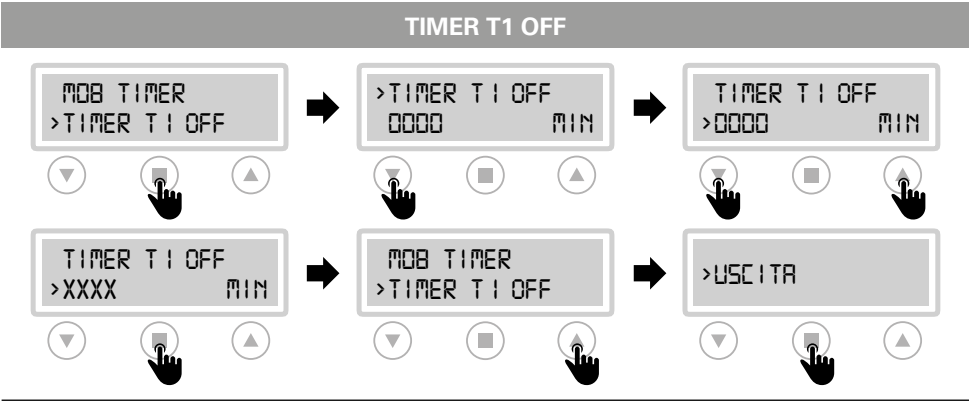 TIMER T1 OFF
MOB TIMER
>TIMER T1 OFF
>TIMER T1 OFF
0000 MIN
TIMER T1 OFF
>0000 MIN
TIMER T1 OFF
>XXXX MIN
MOB TIMER
>TIMER T1 OFF
>USCITA